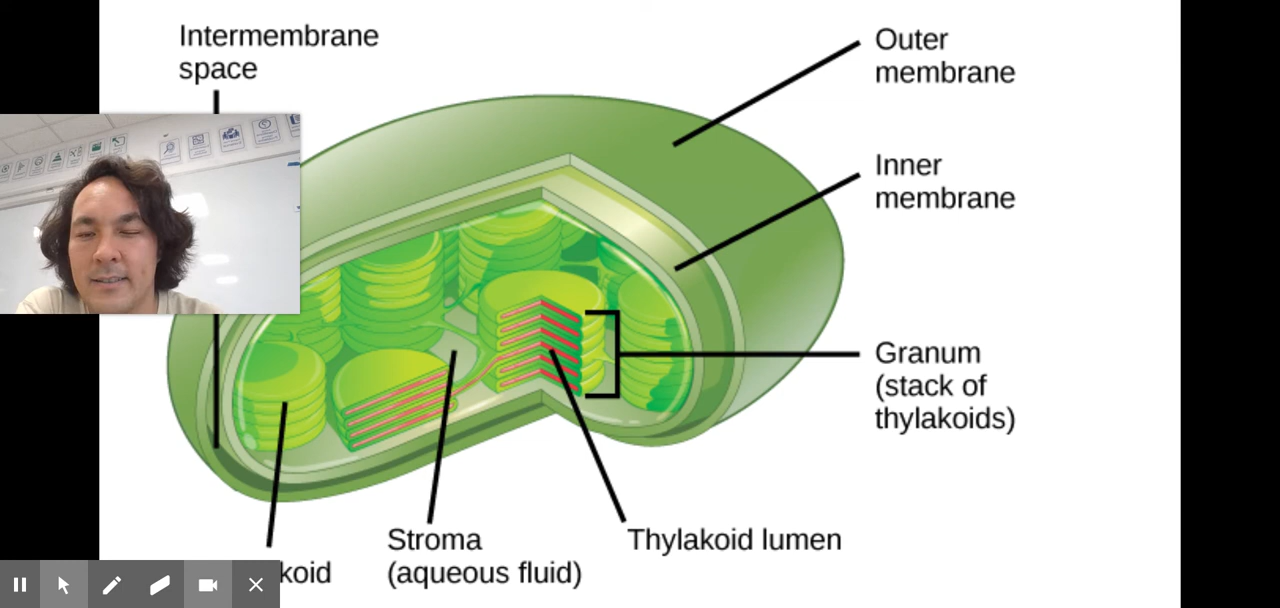 Intermembrane
space
Outer
membrane
Inner
membrane
Granum
(stack of
thylakoids)
Stroma
(aqueous fluid)
Thylakoid lumen
koid